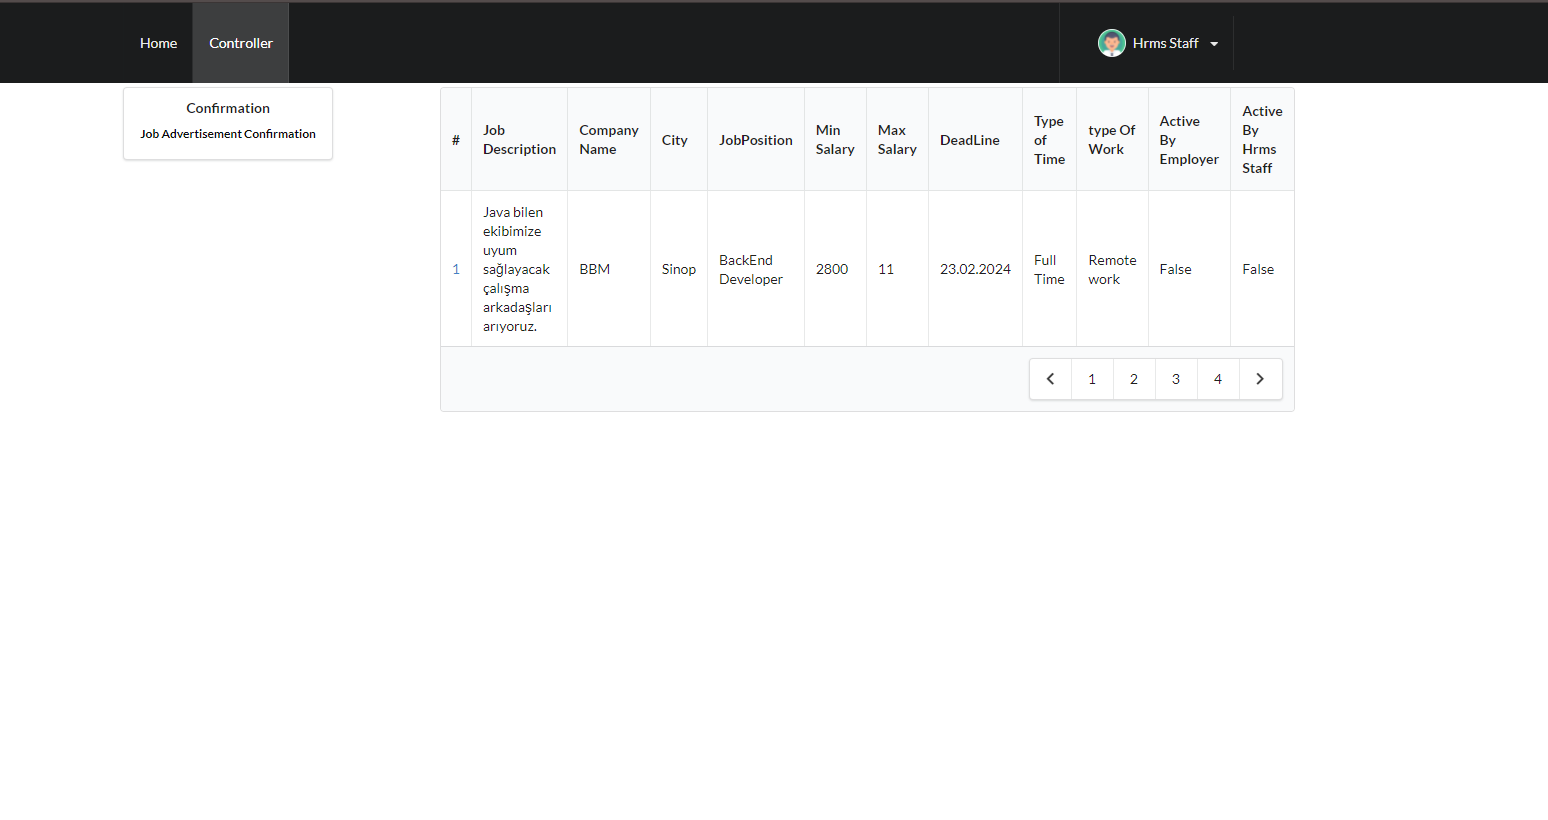 Home
Controller
Hrms Staff
Confirmation
Job Advertisement Confirmation
#
Job
Description
Company
Name
City
JobPosition
Min
Salary
Max
Salary
DeadLine
Type
of
Time
type Of
Work
Active
By
Employer
Active
By
Hrms
Staff
1
Java bilen
ekibimize
uyum
sağlayacak
çalışma
arkadaşları
arıyoruz.
BBM
Sinop
BackEnd
Developer
2800
11
23.02.2024
Full
Time
Remote
work
False
False
1
2
3
4